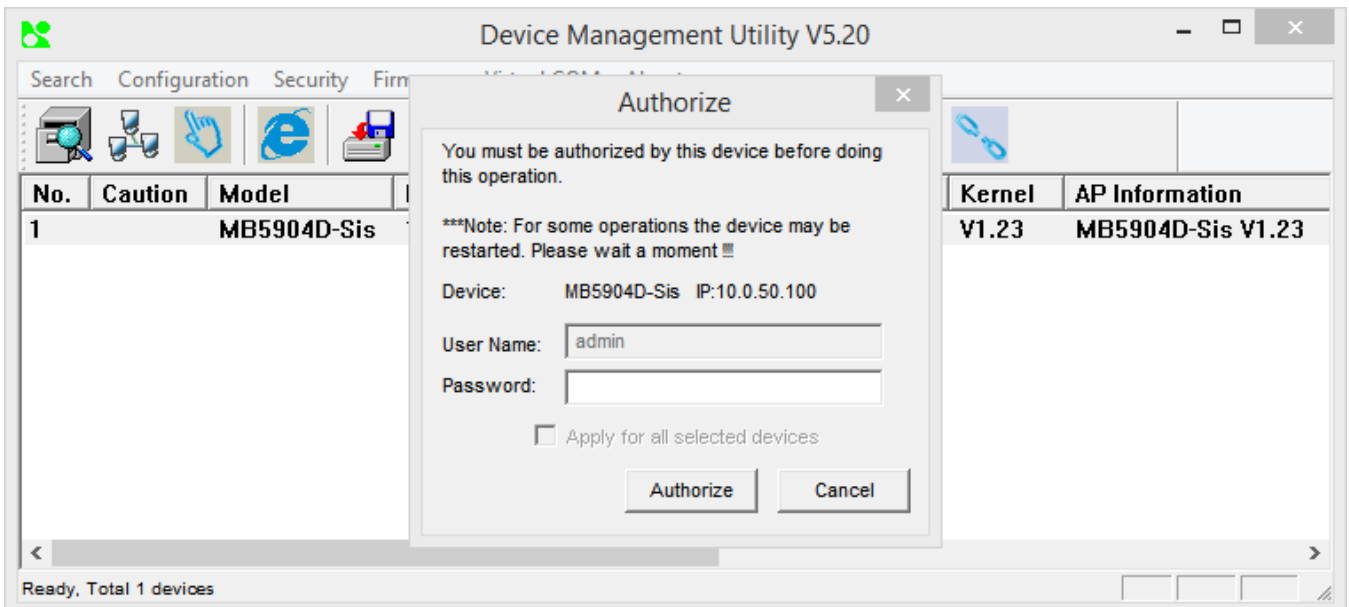 Device Management Utility V5.20
Search Configuration Security Firm
Authorize
You must be authorized by this device before doing
this operation.
***Note: For some operations the device may be
restarted. Please wait a moment !!!
Device: MB5904D-Sis IP:10.0.50.100
User Name: admin
Password:
Apply for all selected devices
Authorize Cancel
No. Caution Model Kernel AP Information
1 MB5904D-Sis V1.23 MB5904D-Sis V1.23
Ready, Total 1 devices